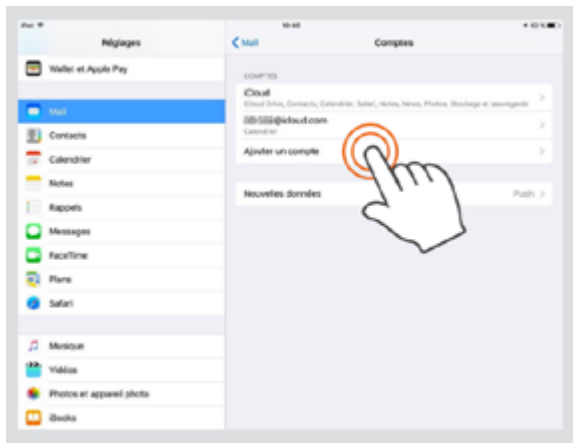 iPad
Réglages
Wallet et Apple Pay
Mail
Contacts
Calendrier
Notes
Rappels
Messages
FaceTime
Plans
Safari
Musique
Vidéos
Photos et appareil photo
iBooks
Mail
Comptes
COMPTES
iCloud
iCloud Drive, Contacts, Calendrier, Safari, Notes, News, Photos, Stockage et sauvegarde
@icloud.com
Calendrier
Ajouter un compte
Nouvelles données Push